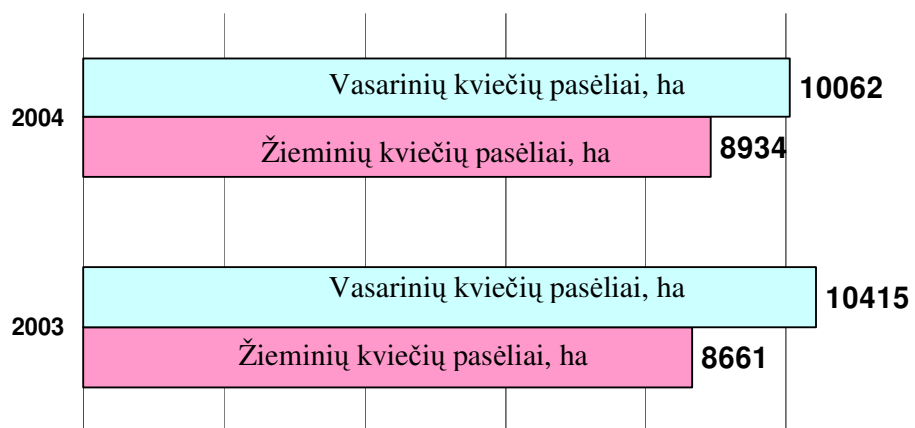 Vasarinių kviečių pasėliai, ha 10062
2004
Žieminių kviečių pasėliai, ha 8934
Vasarinių kviečių pasėliai, ha 10415
2003
Žieminių kviečių pasėliai, ha 8661